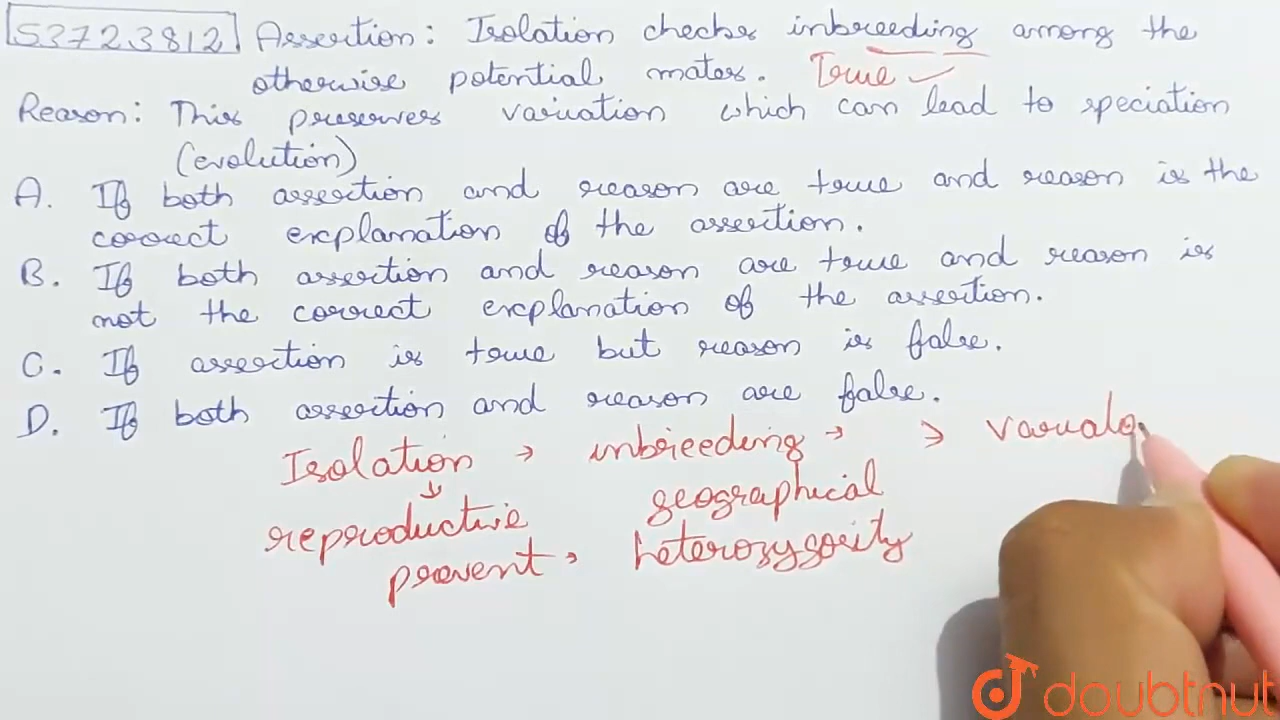 53723812 Assertion: Isolation checks inbreeding among the
otherwise potential mates. True ✓
Reason: This preserves variation which can lead to speciation
(evolution)
A. If both assertion and reason are true and reason is the
correct explanation of the assertion.
B. If both assertion and reason are true and reason is
not the correct explanation of the assertion.
C. If assertion is true but reason is false.
D. If both assertion and reason are false.
Isolation → inbreeding → → 
reproductive geographical
prevent → heterozygosity
doubtnut